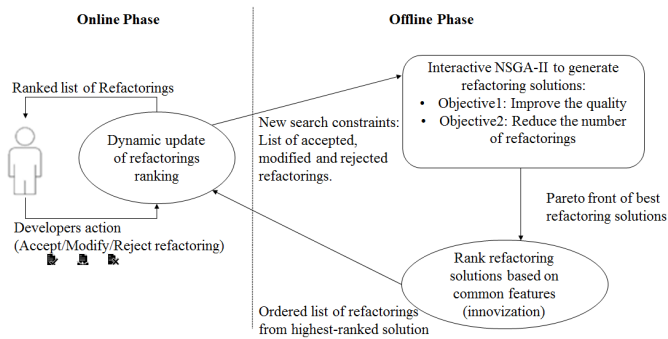 Online Phase
Offline Phase
Ranked list of Refactorings
Dynamic update
of refactorings
ranking
Developers action
(Accept/Modify/Reject refactoring)
New search constraints:
List of accepted,
modified and rejected
refactorings.
Interactive NSGA-II to generate
refactoring solutions:
• Objective1: Improve the quality
• Objective2: Reduce the number
of refactorings
Pareto front of best
refactoring solutions
Rank refactoring
solutions based on
common features
(innovization)
Ordered list of refactorings
from highest-ranked solution